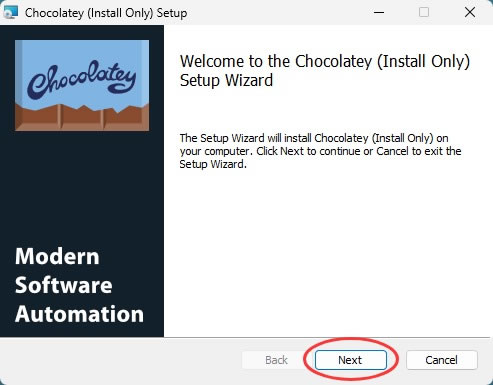 Chocolatey (Install Only) Setup
Chocolatey
Welcome to the Chocolatey (Install Only)
Setup Wizard
The Setup Wizard will install Chocolatey (Install Only) on
your computer. Click Next to continue or Cancel to exit the
Setup Wizard.
Modern
Software
Automation
Back
Next
Cancel